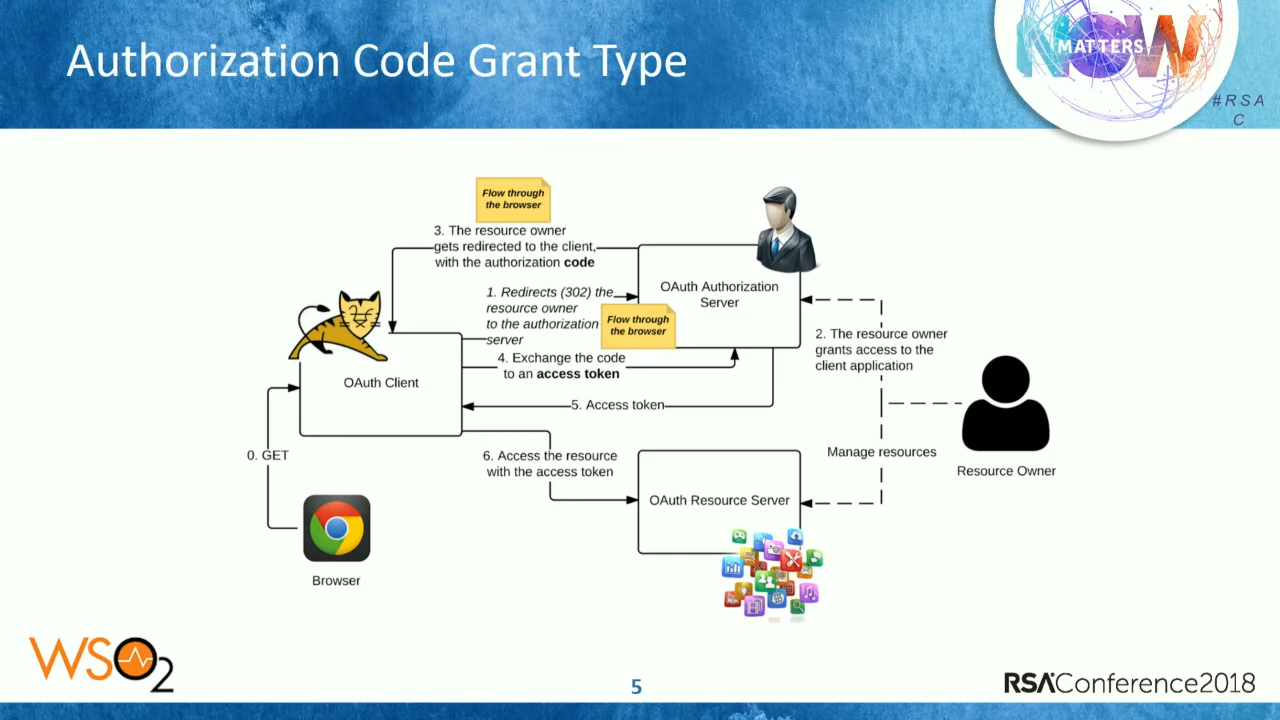 Authorization Code Grant Type
NOW
MATTERS
#RSA
C
Flow through
the browser
3. The resource owner
gets redirected to the client,
with the authorization code
OAuth Authorization
Server
1. Redirects (302) the
resource owner
to the authorization
server
Flow through
the browser
2. The resource owner
grants access to the
client application
4. Exchange the code
to an access token
OAuth Client
5. Access token
0. GET
6. Access the resource
with the access token
Manage resources
Resource Owner
OAuth Resource Server
Browser
WSO2
5
RSAConference2018